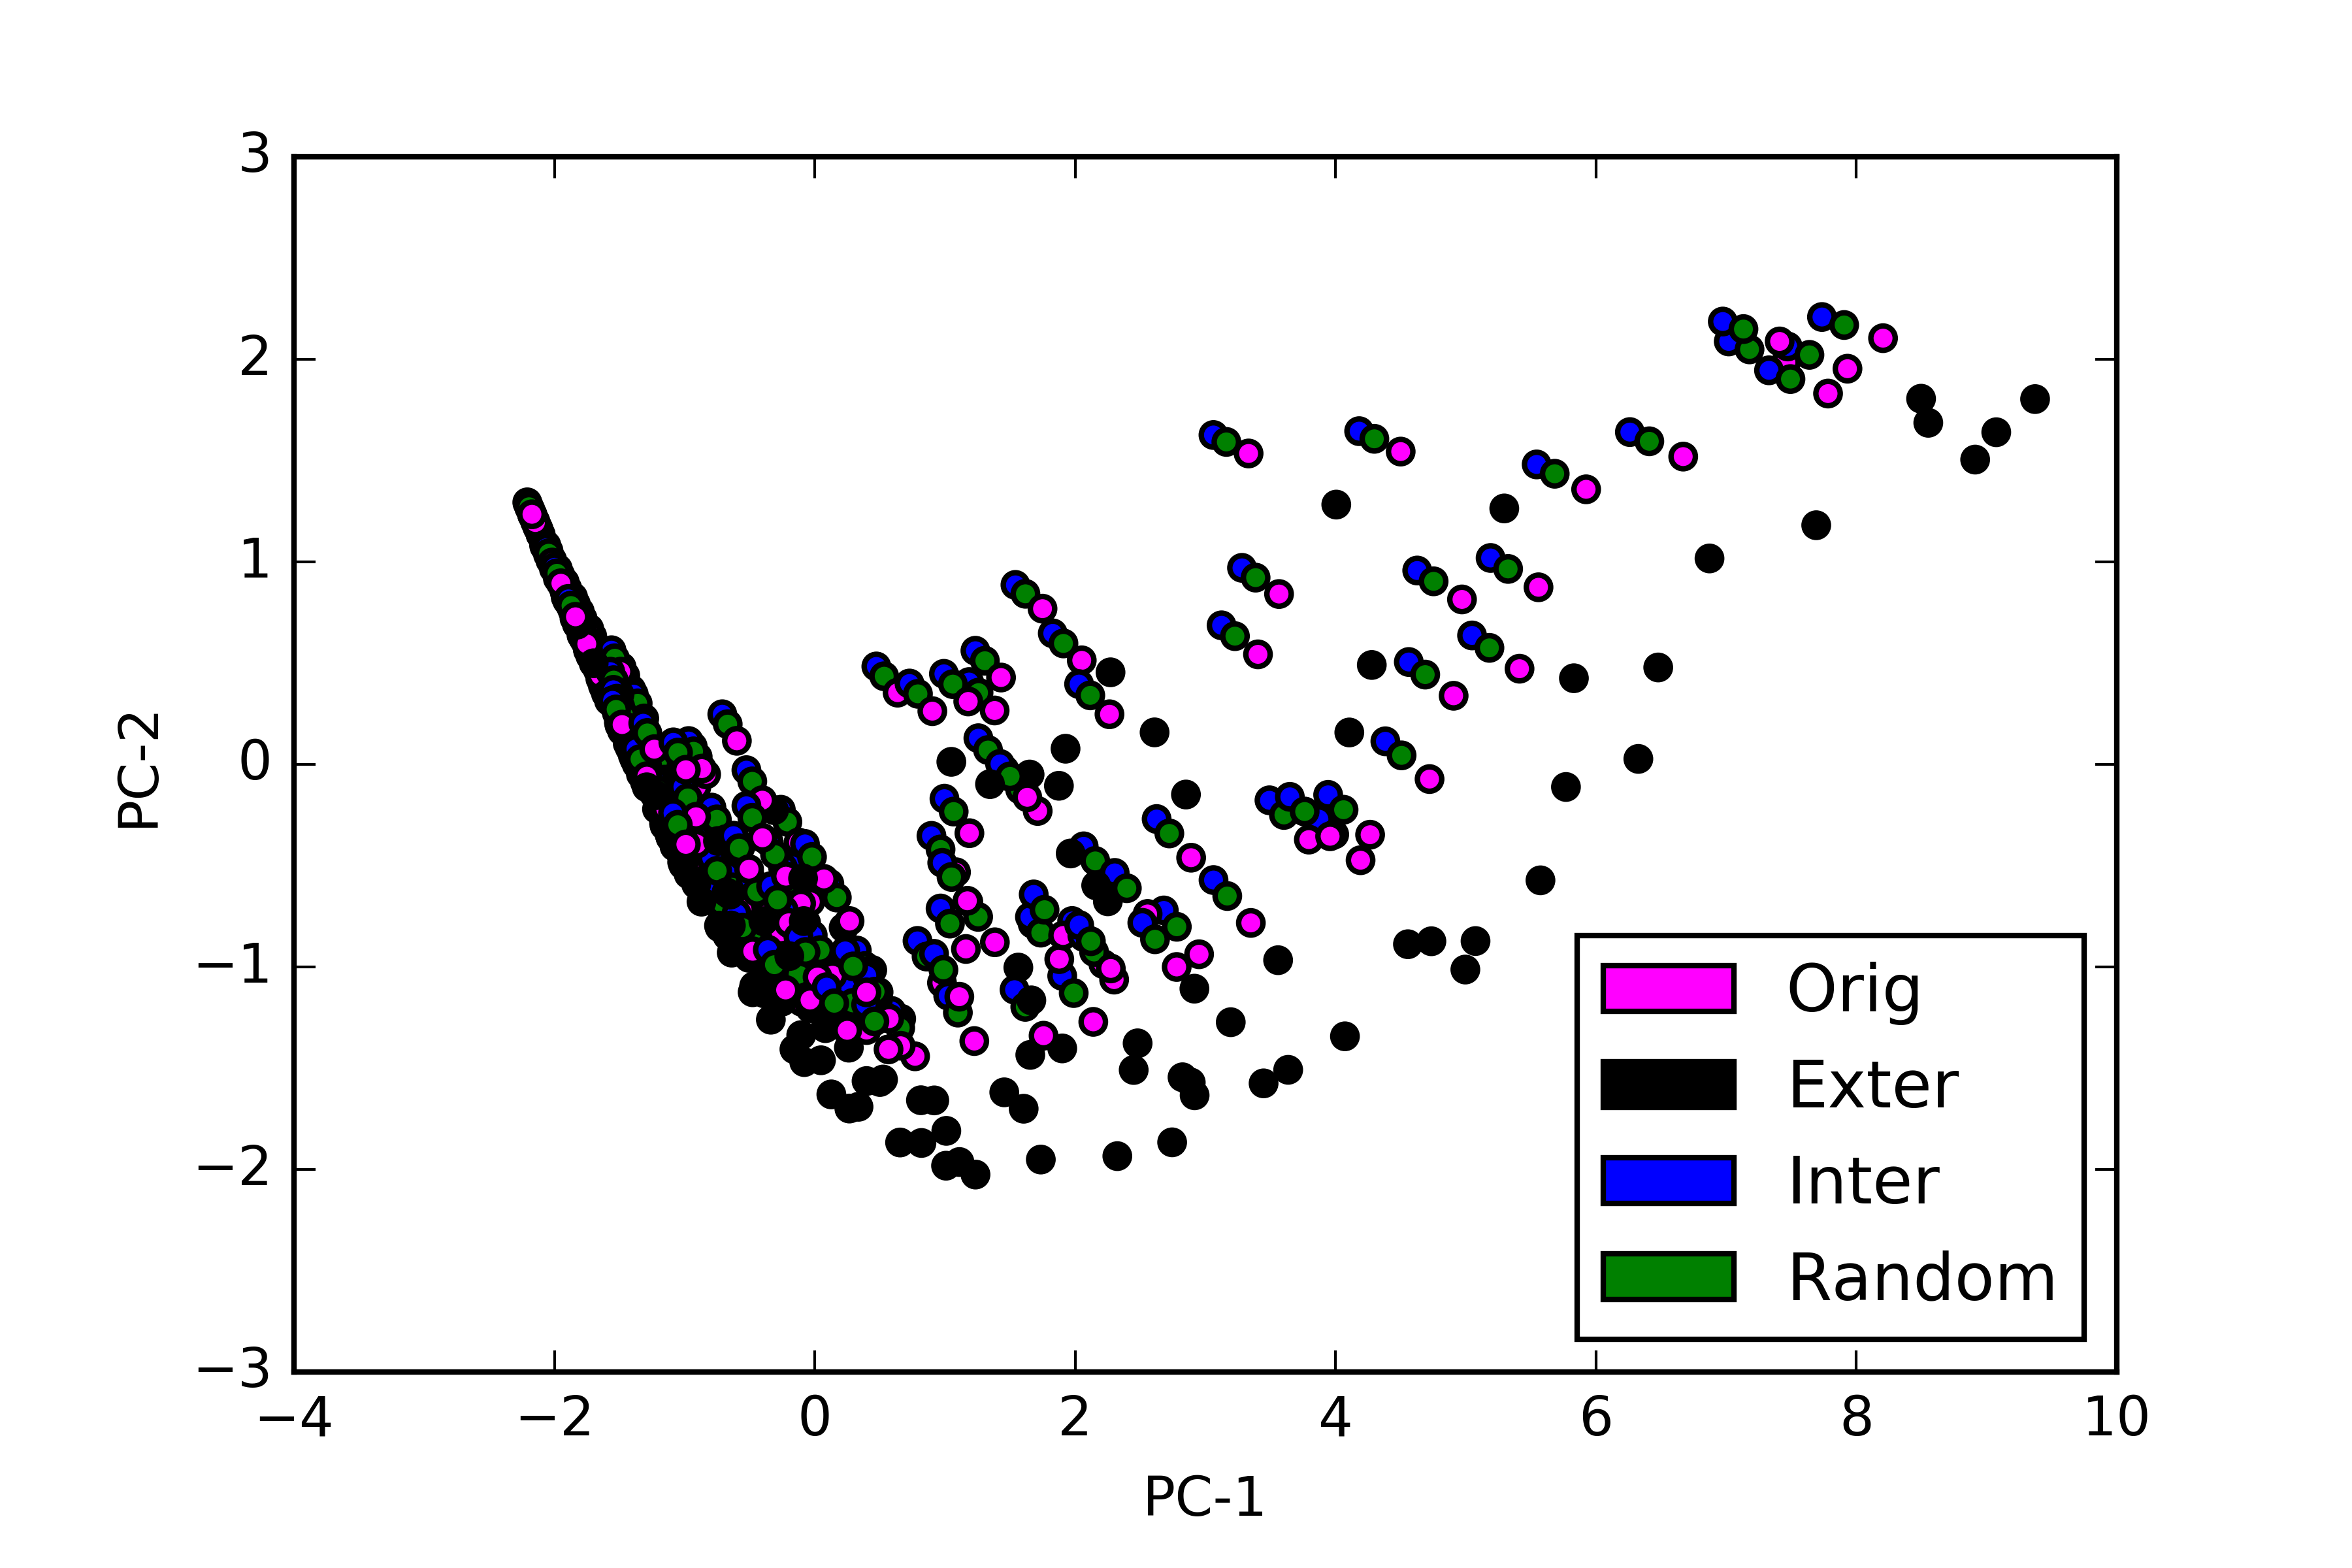 3
2
1
0
−1
−2
−3
PC-2
−4 −2 0 2 4 6 8 10
PC-1
Orig
Exter
Inter
Random